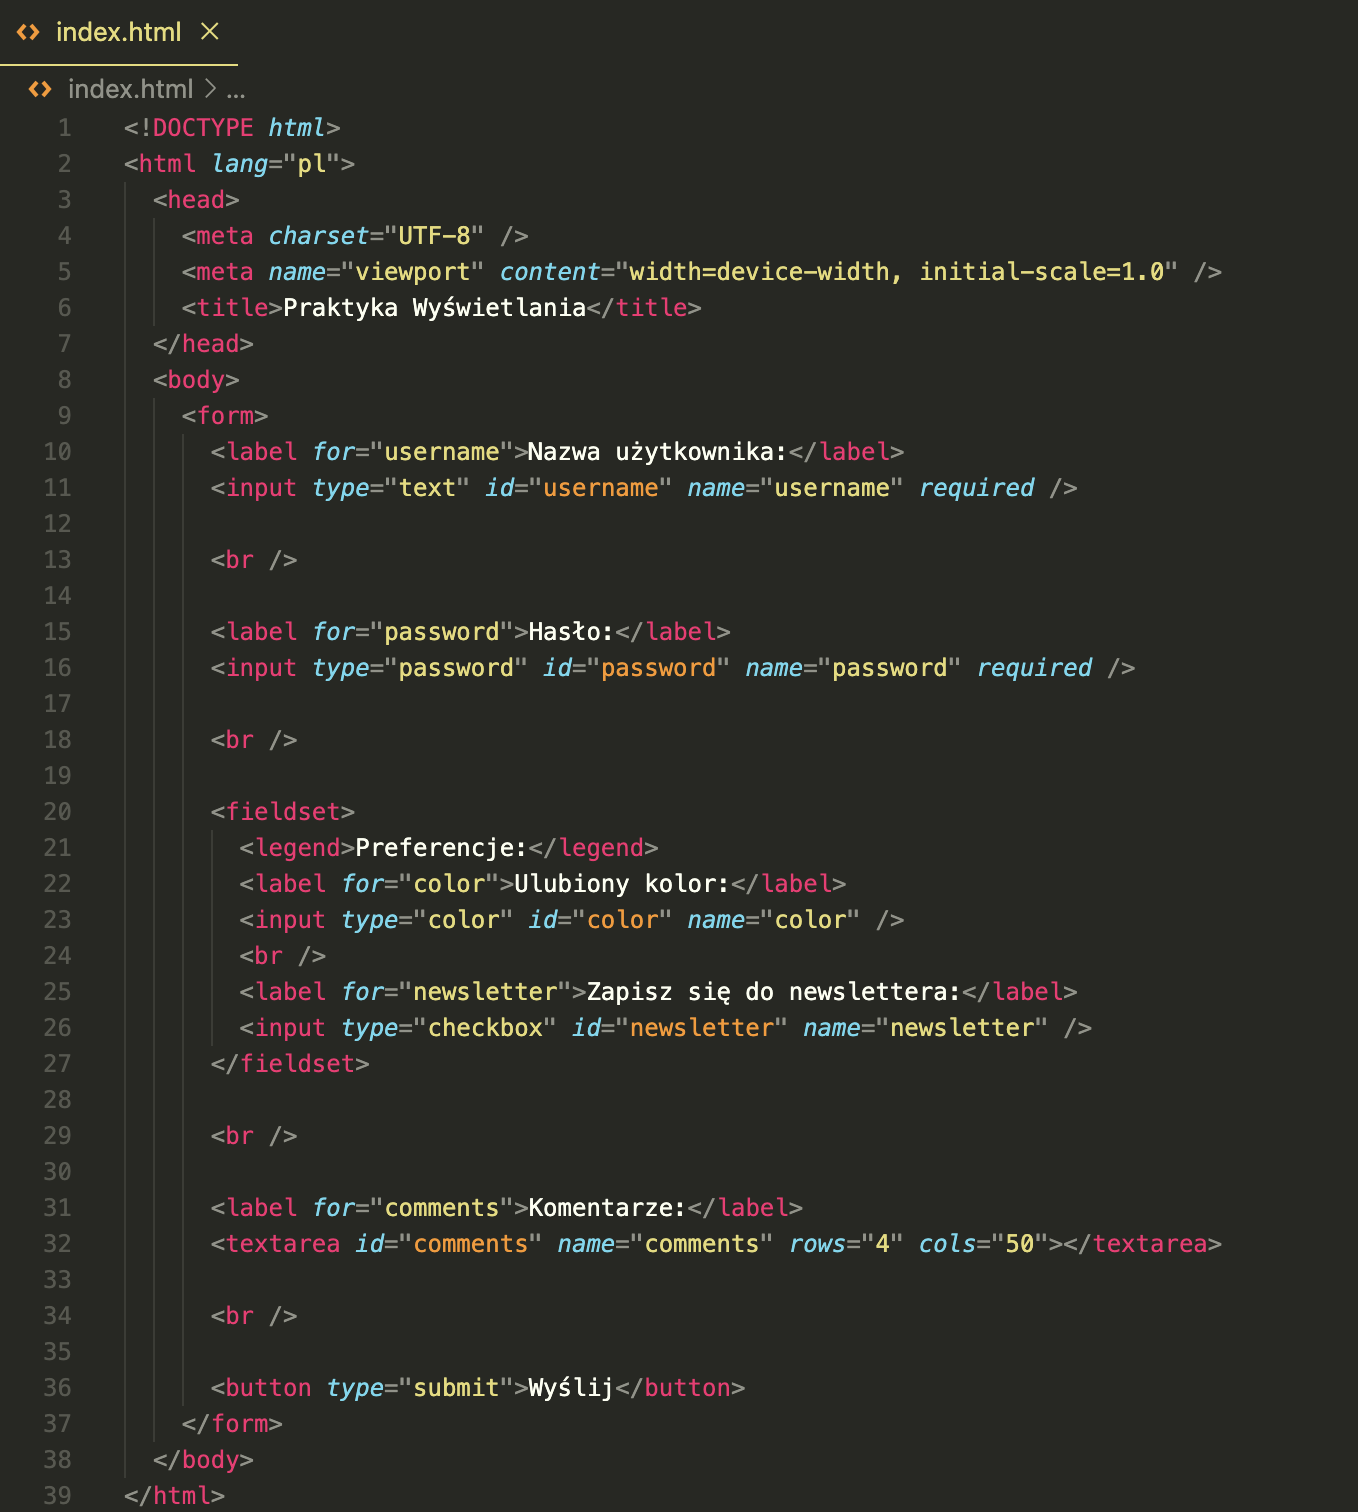 index.html
index.html > ...
1 <!DOCTYPE html>
2 <html lang="pl">
3 <head>
4 <meta charset="UTF-8" />
5 <meta name="viewport" content="width=device-width, initial-scale=1.0" />
6 <title>Praktyka Wyświetlania</title>
7 </head>
8 <body>
9 <form>
10 <label for="username">Nazwa użytkownika:</label>
11 <input type="text" id="username" name="username" required />
12
13 <br />
14
15 <label for="password">Hasło:</label>
16 <input type="password" id="password" name="password" required />
17
18 <br />
19
20 <fieldset>
21 <legend>Preferencje:</legend>
22 <label for="color">Ulubiony kolor:</label>
23 <input type="color" id="color" name="color" />
24 <br />
25 <label for="newsletter">Zapisz się do newslettera:</label>
26 <input type="checkbox" id="newsletter" name="newsletter" />
27 </fieldset>
28
29 <br />
30
31 <label for="comments">Komentarze:</label>
32 <textarea id="comments" name="comments" rows="4" cols="50"></textarea>
33
34 <br />
35
36 <button type="submit">Wyślij</button>
37 </form>
38 </body>
39 </html>